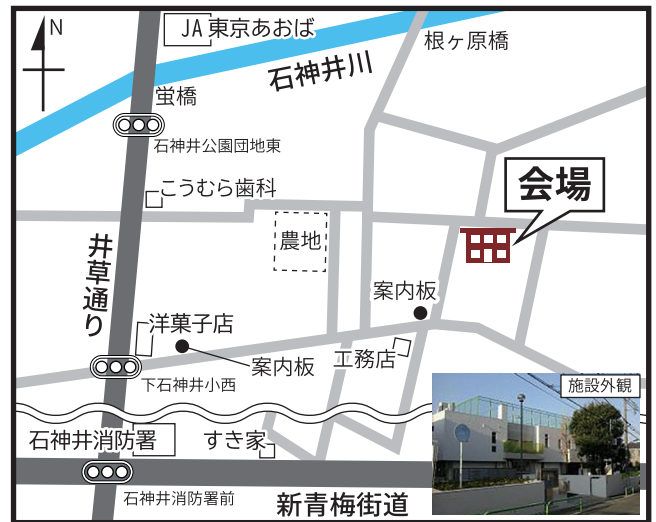 N
JA 東京あおば
石神井川
根ヶ原橋
蛍橋
石神井公園団地東
こうむら歯科
会場
農地
井草通り
案内板
洋菓子店
案内板
工務店
下石神井小西
施設外観
石神井消防署
すき家
石神井消防署前
新青梅街道